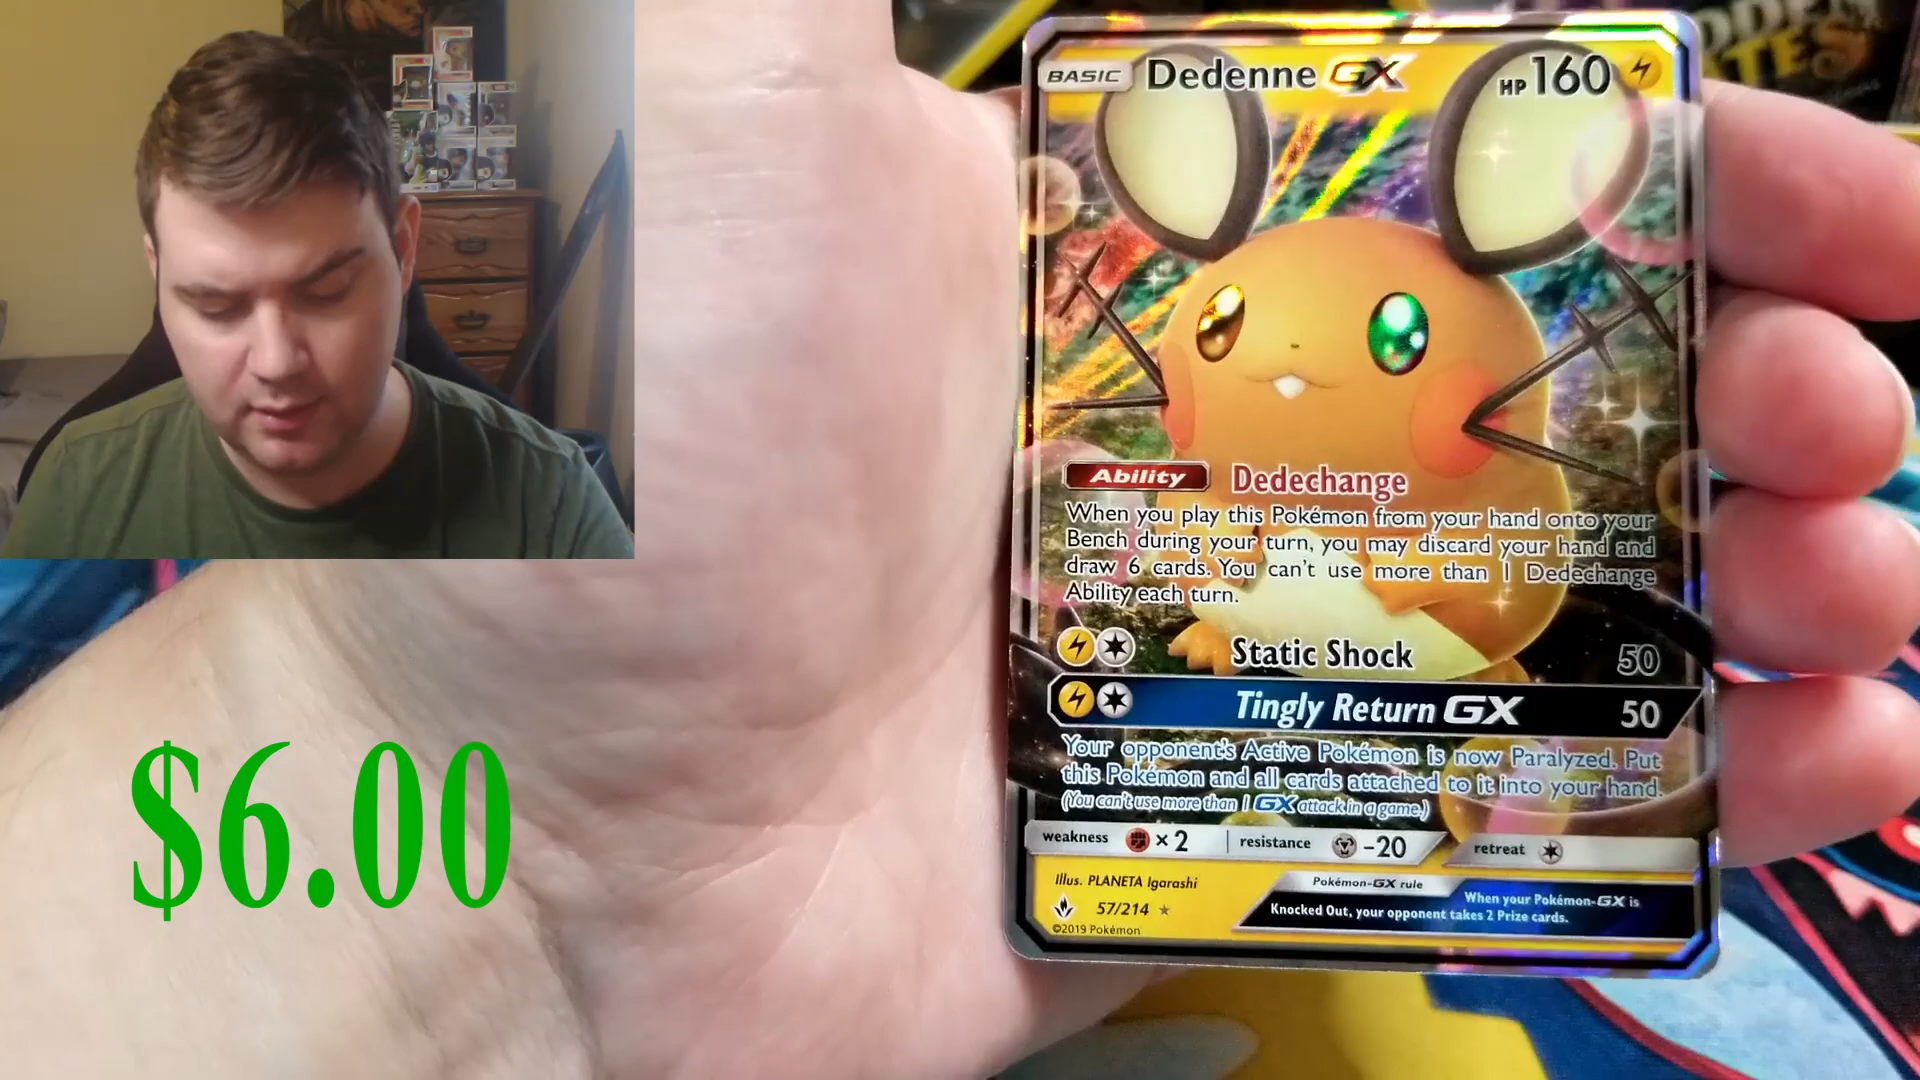 BASIC Dedenne GX HP 160
Ability Dedechange
When you play this Pokémon from your hand onto your
Bench during your turn, you may discard your hand and
draw 6 cards. You can't use more than 1 Dedechange
Ability each turn.
Static Shock 50
Tingly Return GX 50
Your opponent's Active Pokémon is now Paralyzed. Put
this Pokémon and all cards attached to it into your hand.
(You can't use more than 1 GX attack in a game.)
weakness ×2 resistance -20 retreat
Illus. PLANETA Igarashi
57/214
©2019 Pokémon
Pokémon-GX rule
When your Pokémon-GX is
Knocked Out, your opponent takes 2 Prize cards.
$6.00